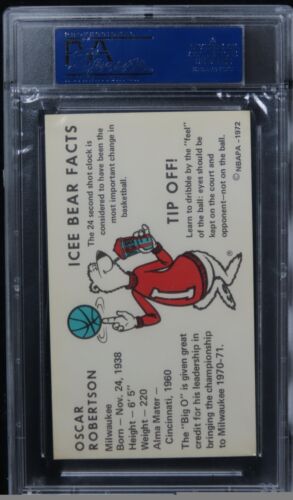 PSA
ICEE BEAR FACTS
The 24 second shot clock is
considered to have been the
most important change in
basketball.
TIP OFF!
Learn to dribble by the "feel"
of the ball: eyes should be
kept on the court and
opponent-not on the ball.
©NBAPA-1972
1
®
OSCAR
ROBERTSON
Milwaukee
Born – Nov. 24, 1938
Height – 6' 5"
Weight – 220
Alma Mater –
Cincinnati, 1960
The "Big O" is given great
credit for his leadership in
bringing the championship
to Milwaukee in 1970-71.